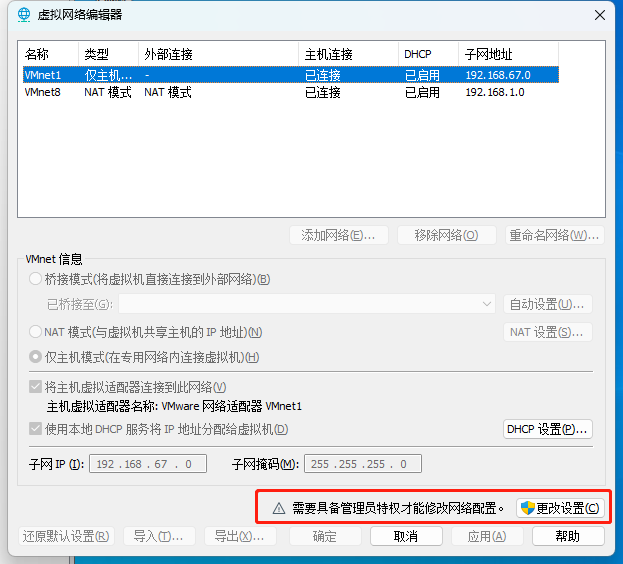 虚拟网络编辑器
名称 类型 外部连接 主机连接 DHCP 子网地址
VMnet1 仅主机... - 已连接 已启用 192.168.67.0
VMnet8 NAT 模式 NAT 模式 已连接 已启用 192.168.1.0
添加网络(E)... 移除网络(O) 重命名网络(W)...
VMnet 信息
桥接模式(将虚拟机直接连接到外部网络)(B)
已桥接至(G): 自动设置(U)...
NAT 模式(与虚拟机共享主机的 IP 地址)(N) NAT 设置(S)...
仅主机模式(在专用网络内连接虚拟机)(H)
将主机虚拟适配器连接到此网络(V)
主机虚拟适配器名称: VMware 网络适配器 VMnet1
使用本地 DHCP 服务将 IP 地址分配给虚拟机(D) DHCP 设置(P)...
子网 IP (I): 192 . 168 . 67 . 0 子网掩码(M): 255 . 255 . 255 . 0
需要具备管理员特权才能修改网络配置。 更改设置(C)
还原默认设置(R) 导入(T)... 导出(X)... 确定 取消 应用(A) 帮助